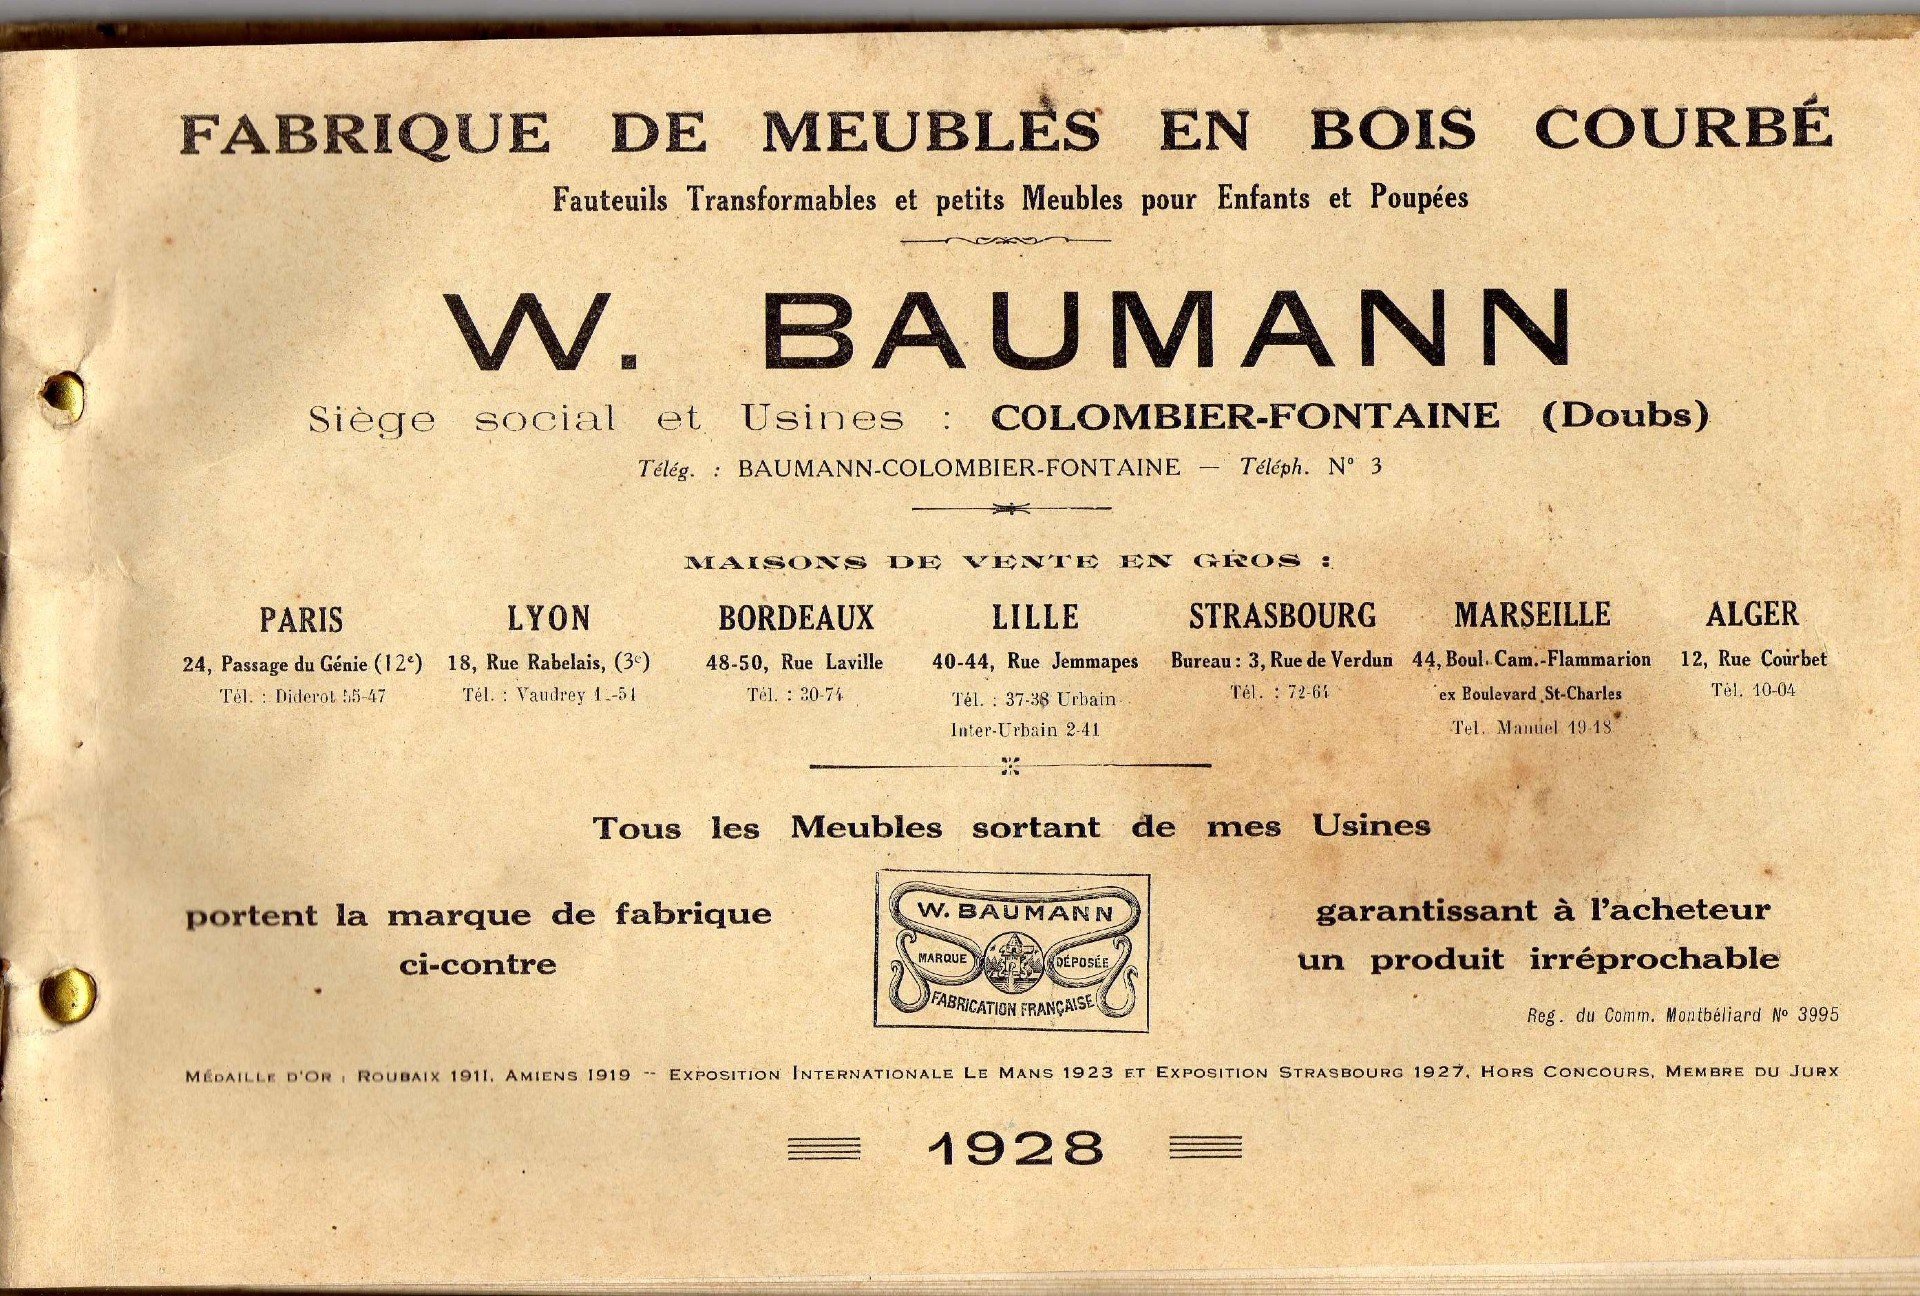 FABRIQUE DE MEUBLES EN BOIS COURBÉ
Fauteuils Transformables et petits Meubles pour Enfants et Poupées
W. BAUMANN
Siège social et Usines : COLOMBIER-FONTAINE (Doubs)
Télég. : BAUMANN-COLOMBIER-FONTAINE — Téléph. N° 3
MAISONS DE VENTE EN GROS :
PARIS
24, Passage du Génie (12e)
Tél. : Diderot 55-47
LYON
18, Rue Rabelais, (3e)
Tél. : Vaudrey
BORDEAUX
48-50, Rue Laville
Tél. : 30-74
LILLE
40-44, Rue Jemmapes
Tél. : 37-38 Urbain
Inter-Urbain 2-41
STRASBOURG
Bureau : 3, Rue de Verdun
Tél. : 72-61
MARSEILLE
44, Boul. Cam.-Flammarion
ex Boulevard St-Charles
Tel. Manuel 19-18
ALGER
12, Rue Courbet
Tél. 10-04
Tous les Meubles sortant de mes Usines
portent la marque de fabrique
ci-contre
W. BAUMANN
MARQUE DÉPOSÉE
FABRICATION FRANÇAISE
garantissant à l'acheteur
un produit irréprochable
Reg. du Comm. Montbéliard N° 3995
MÉDAILLE D'OR : ROUBAIX 1911. AMIENS 1919 -- EXPOSITION INTERNATIONALE LE MANS 1923 ET EXPOSITION STRASBOURG 1927, HORS CONCOURS, MEMBRE DU JURX
1928